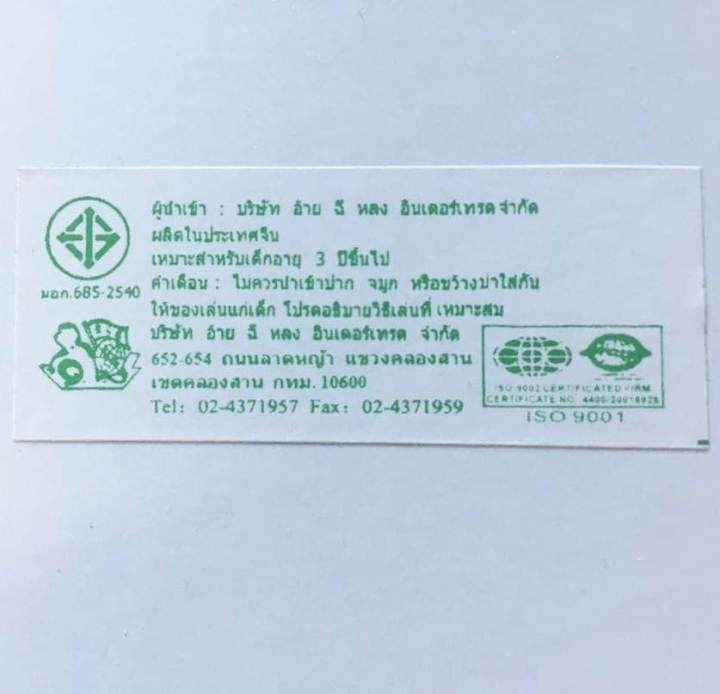 ผู้นำเข้า : บริษัท อ้าย ฉี หลง อินเตอร์เทรด จำกัด
ผลิตในประเทศจีน
เหมาะสำหรับเด็กอายุ 3 ปีขึ้นไป
คำเตือน : ไม่ควรนำเข้าปาก จมูก หรือขว้างปาใส่กัน
ให้ของเล่นแก่เด็ก โปรดอธิบายวิธีเล่นที่ เหมาะสม
บริษัท อ้าย ฉี หลง อินเตอร์เทรด จำกัด
652-654 ถนนลาดหญ้า แขวงคลองสาน
เขตคลองสาน กทม. 10600
Tel: 02-4371957 Fax: 02-4371959
มอก.685-2540
ISO 9002 CERTIFICATED FIRM
CERTIFICATE NO.
ISO 9001